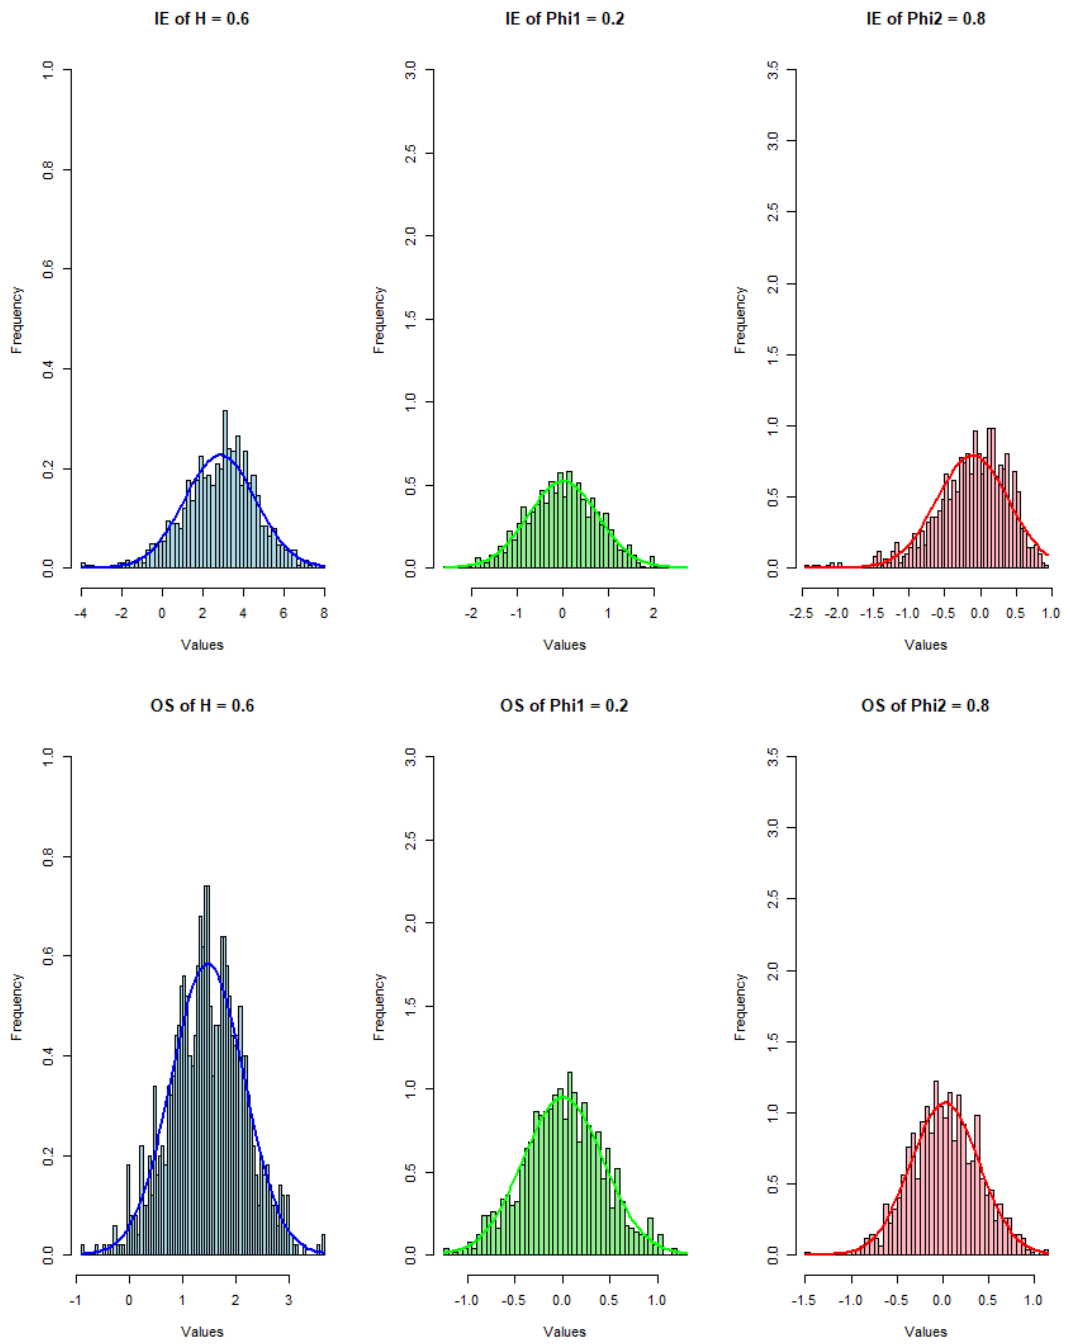 IE of H = 0.6
IE of Phi1 = 0.2
IE of Phi2 = 0.8
Frequency
0.0 0.2 0.4 0.6 0.8 1.0
-4 -2 0 2 4 6 8
Values
Frequency
0.0 0.5 1.0 1.5 2.0 2.5 3.0
-2 -1 0 1 2
Values
Frequency
0.0 0.5 1.0 1.5 2.0 2.5 3.0 3.5
-2.5 -2.0 -1.5 -1.0 -0.5 0.0 0.5 1.0
Values
OS of H = 0.6
OS of Phi1 = 0.2
OS of Phi2 = 0.8
Frequency
0.0 0.2 0.4 0.6 0.8 1.0
-1 0 1 2 3
Values
Frequency
0.0 0.5 1.0 1.5 2.0 2.5 3.0
-1.0 -0.5 0.0 0.5 1.0
Values
Frequency
0.0 0.5 1.0 1.5 2.0 2.5 3.0 3.5
-1.5 -1.0 -0.5 0.0 0.5 1.0
Values